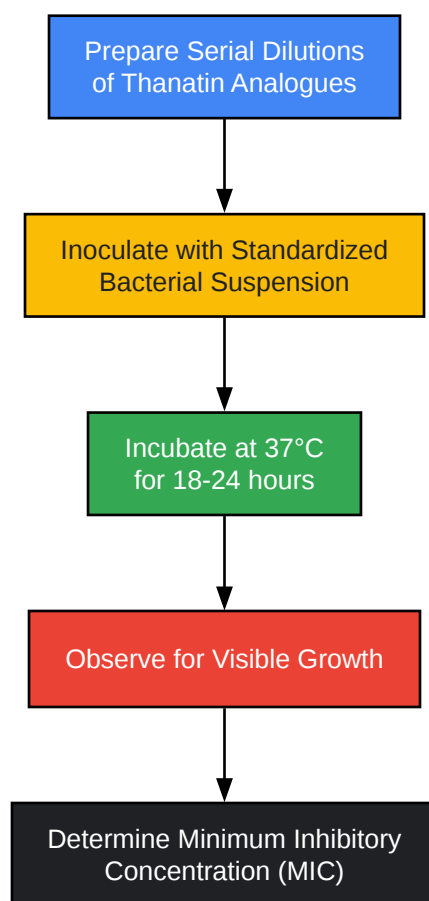 Prepare Serial Dilutions
of Thanatin Analogues
Inoculate with Standardized
Bacterial Suspension
Incubate at 37°C
for 18-24 hours
Observe for Visible Growth
Determine Minimum Inhibitory
Concentration (MIC)